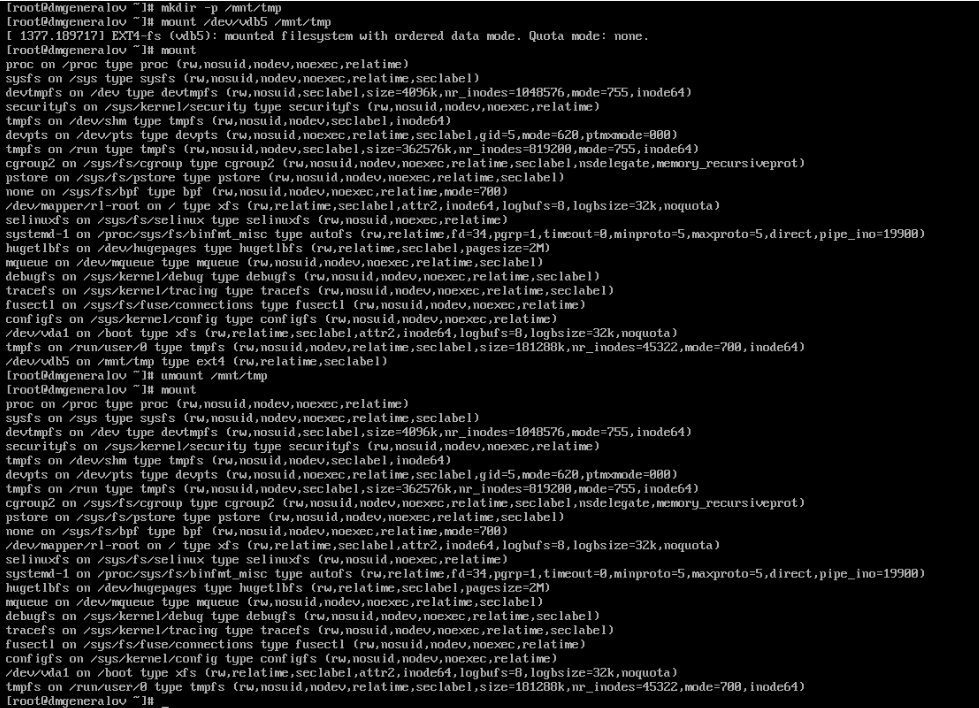 [root@dmgeneralov ~]# mkdir -p /mnt/tmp
[root@dmgeneralov ~]# mount /dev/vdb5 /mnt/tmp
[ 1377.189717] EXT4-fs (vdb5): mounted filesystem with ordered data mode. Quota mode: none.
[root@dmgeneralov ~]# mount
proc on /proc type proc (rw,nosuid,nodev,noexec,relatime)
sysfs on /sys type sysfs (rw,nosuid,nodev,noexec,relatime,seclabel)
devtmpfs on /dev type devtmpfs (rw,nosuid,seclabel,size=4096k,nr_inodes=1048576,mode=755,inode64)
securityfs on /sys/kernel/security type securityfs (rw,nosuid,nodev,noexec,relatime)
tmpfs on /dev/shm type tmpfs (rw,nosuid,nodev,seclabel,inode64)
devpts on /dev/pts type devpts (rw,nosuid,noexec,relatime,seclabel,gid=5,mode=620,ptmxmode=000)
tmpfs on /run type tmpfs (rw,nosuid,nodev,seclabel,size=362576k,nr_inodes=819200,mode=755,inode64)
cgroup2 on /sys/fs/cgroup type cgroup2 (rw,nosuid,nodev,noexec,relatime,seclabel,nsdelegate,memory_recursiveprot)
pstore on /sys/fs/pstore type pstore (rw,nosuid,nodev,noexec,relatime,seclabel)
none on /sys/fs/bpf type bpf (rw,nosuid,nodev,noexec,relatime,mode=700)
/dev/mapper/rl-root on / type xfs (rw,relatime,seclabel,attr2,inode64,logbufs=8,logbsize=32k,noquota)
selinuxfs on /sys/fs/selinux type selinuxfs (rw,nosuid,noexec,relatime)
systemd-1 on /proc/sys/fs/binfmt_misc type autofs (rw,relatime,fd=34,pgrp=1,timeout=0,minproto=5,maxproto=5,direct,pipe_ino=19900)
hugetlbfs on /dev/hugepages type hugetlbfs (rw,relatime,seclabel,pagesize=2M)
mqueue on /dev/mqueue type mqueue (rw,nosuid,nodev,noexec,relatime,seclabel)
debugfs on /sys/kernel/debug type debugfs (rw,nosuid,nodev,noexec,relatime,seclabel)
tracefs on /sys/kernel/tracing type tracefs (rw,nosuid,nodev,noexec,relatime,seclabel)
fusectl on /sys/fs/fuse/connections type fusectl (rw,nosuid,nodev,noexec,relatime)
configfs on /sys/kernel/config type configfs (rw,nosuid,nodev,noexec,relatime)
/dev/vda1 on /boot type xfs (rw,relatime,seclabel,attr2,inode64,logbufs=8,logbsize=32k,noquota)
tmpfs on /run/user/0 type tmpfs (rw,nosuid,nodev,relatime,seclabel,size=181288k,nr_inodes=45322,mode=700,inode64)
/dev/vdb5 on /mnt/tmp type ext4 (rw,relatime,seclabel)
[root@dmgeneralov ~]# umount /mnt/tmp
[root@dmgeneralov ~]# mount
proc on /proc type proc (rw,nosuid,nodev,noexec,relatime)
sysfs on /sys type sysfs (rw,nosuid,nodev,noexec,relatime,seclabel)
devtmpfs on /dev type devtmpfs (rw,nosuid,seclabel,size=4096k,nr_inodes=1048576,mode=755,inode64)
securityfs on /sys/kernel/security type securityfs (rw,nosuid,nodev,noexec,relatime)
tmpfs on /dev/shm type tmpfs (rw,nosuid,nodev,seclabel,inode64)
devpts on /dev/pts type devpts (rw,nosuid,noexec,relatime,seclabel,gid=5,mode=620,ptmxmode=000)
tmpfs on /run type tmpfs (rw,nosuid,nodev,seclabel,size=362576k,nr_inodes=819200,mode=755,inode64)
cgroup2 on /sys/fs/cgroup type cgroup2 (rw,nosuid,nodev,noexec,relatime,seclabel,nsdelegate,memory_recursiveprot)
pstore on /sys/fs/pstore type pstore (rw,nosuid,nodev,noexec,relatime,seclabel)
none on /sys/fs/bpf type bpf (rw,nosuid,nodev,noexec,relatime,mode=700)
/dev/mapper/rl-root on / type xfs (rw,relatime,seclabel,attr2,inode64,logbufs=8,logbsize=32k,noquota)
selinuxfs on /sys/fs/selinux type selinuxfs (rw,nosuid,noexec,relatime)
systemd-1 on /proc/sys/fs/binfmt_misc type autofs (rw,relatime,fd=34,pgrp=1,timeout=0,minproto=5,maxproto=5,direct,pipe_ino=19900)
hugetlbfs on /dev/hugepages type hugetlbfs (rw,relatime,seclabel,pagesize=2M)
mqueue on /dev/mqueue type mqueue (rw,nosuid,nodev,noexec,relatime,seclabel)
debugfs on /sys/kernel/debug type debugfs (rw,nosuid,nodev,noexec,relatime,seclabel)
tracefs on /sys/kernel/tracing type tracefs (rw,nosuid,nodev,noexec,relatime,seclabel)
fusectl on /sys/fs/fuse/connections type fusectl (rw,nosuid,nodev,noexec,relatime)
configfs on /sys/kernel/config type configfs (rw,nosuid,nodev,noexec,relatime)
/dev/vda1 on /boot type xfs (rw,relatime,seclabel,attr2,inode64,logbufs=8,logbsize=32k,noquota)
tmpfs on /run/user/0 type tmpfs (rw,nosuid,nodev,relatime,seclabel,size=181288k,nr_inodes=45322,mode=700,inode64)
[root@dmgeneralov ~]# _